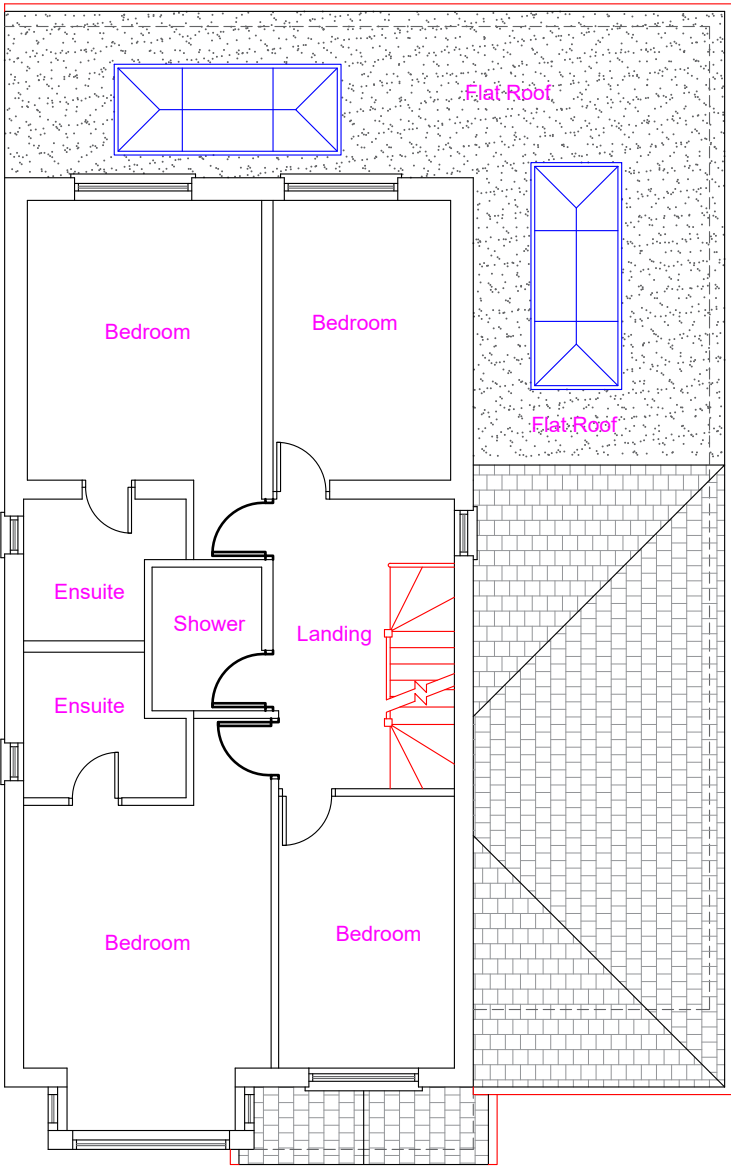 Flat Roof
Bedroom
Bedroom
Flat Roof
Ensuite
Shower
Landing
Ensuite
Bedroom
Bedroom